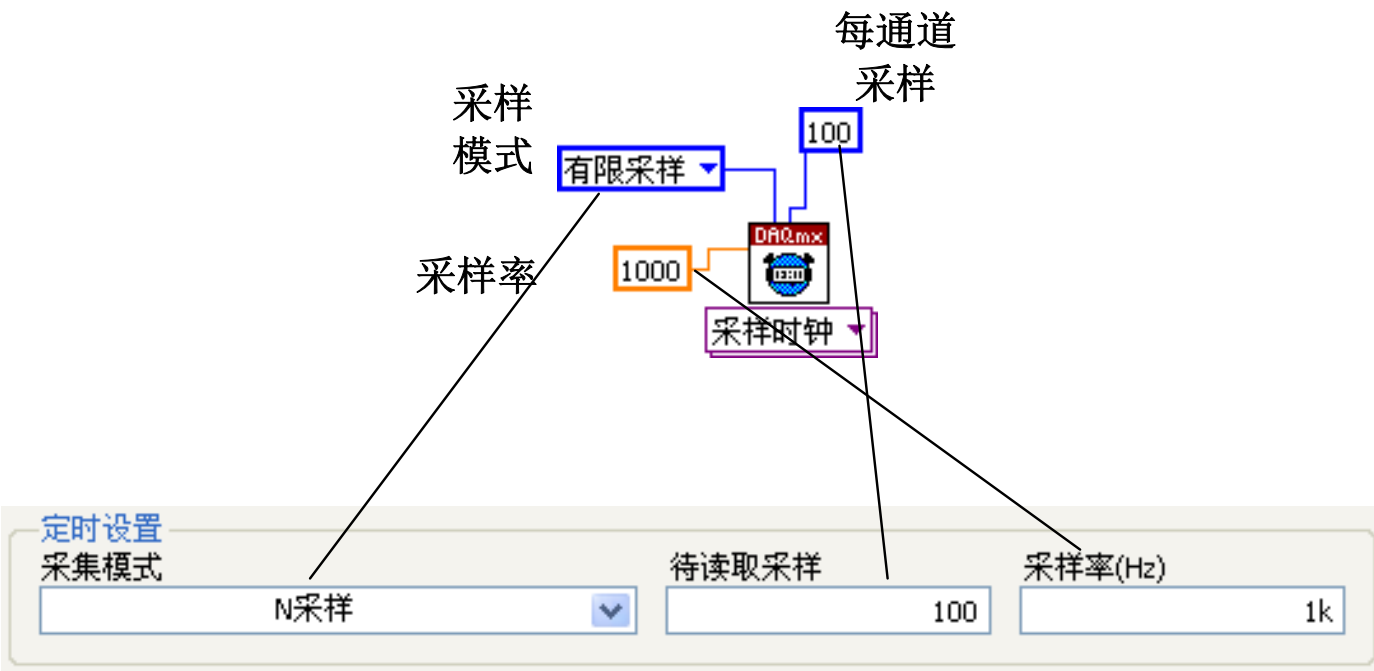 每通道
采样
采样
模式
100
有限采样
DAQmx
采样率
1000
采样时钟
定时设置
采集模式
待读取采样
采样率(Hz)
N采样
100
1k